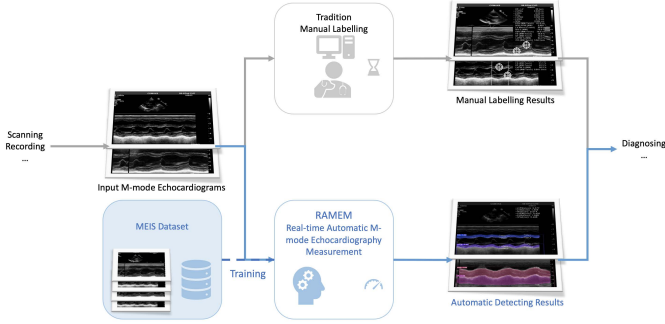 Tradition
Manual Labelling
Manual Labelling Results
Scanning
Recording
...
Input M-mode Echocardiograms
Diagnosing
...
MEIS Dataset
Training
RAMEM
Real-time Automatic M-
mode Echocardiography
Measurement
Automatic Detecting Results